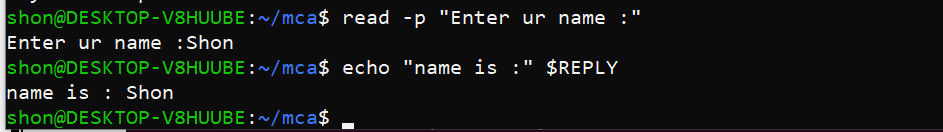 shon@DESKTOP-V8HUUBE:~/mca$ read -p "Enter ur name :"
Enter ur name :Shon
shon@DESKTOP-V8HUUBE:~/mca$ echo "name is :" $REPLY
name is : Shon
shon@DESKTOP-V8HUUBE:~/mca$